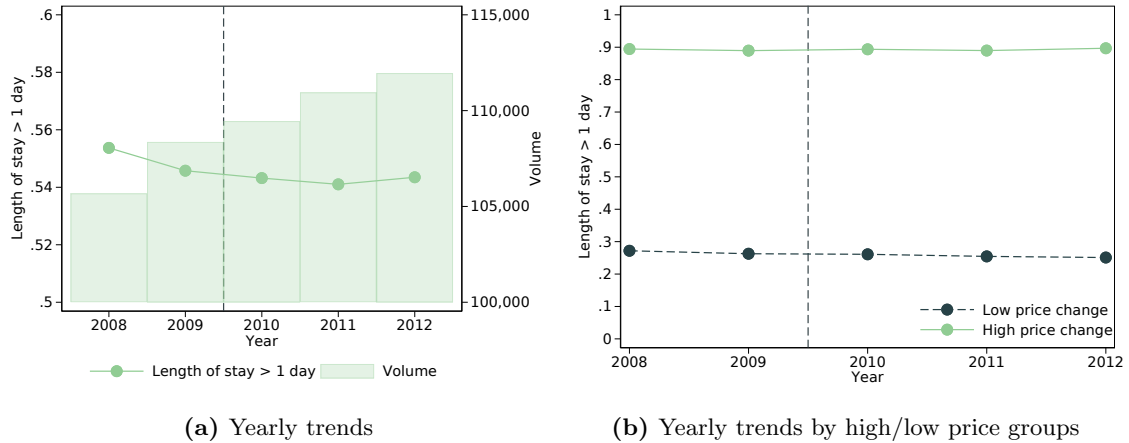 .6
.58
.56
.54
.52
.5
Length of stay > 1 day
115,000
110,000
105,000
100,000
Volume
2008 2009 2010 2011 2012
Year
Length of stay > 1 day Volume
(a) Yearly trends
1
.9
.8
.7
.6
.5
.4
.3
.2
.1
0
Length of stay > 1 day
Low price change
High price change
2008 2009 2010 2011 2012
Year
(b) Yearly trends by high/low price groups